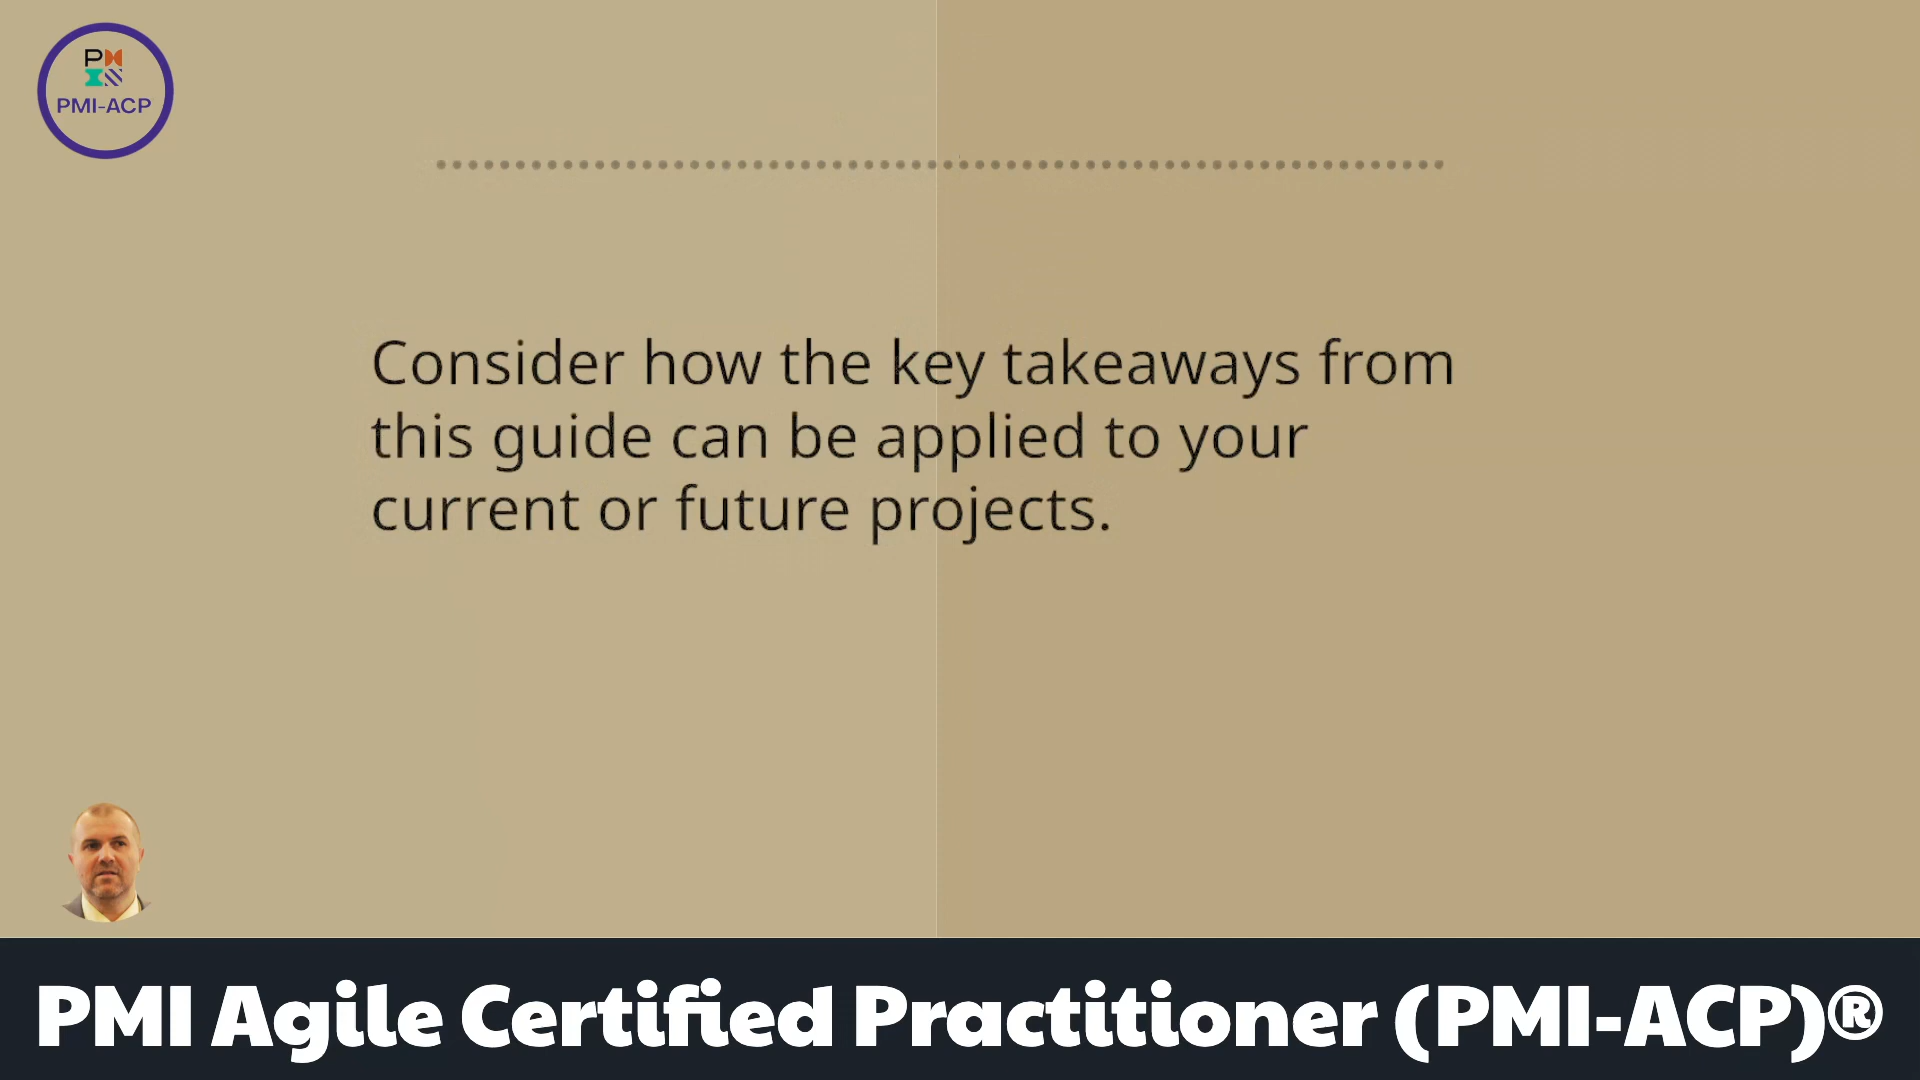 PMI-ACP
Consider how the key takeaways from
this guide can be applied to your
current or future projects.
PMI Agile Certified Practitioner (PMI-ACP)®